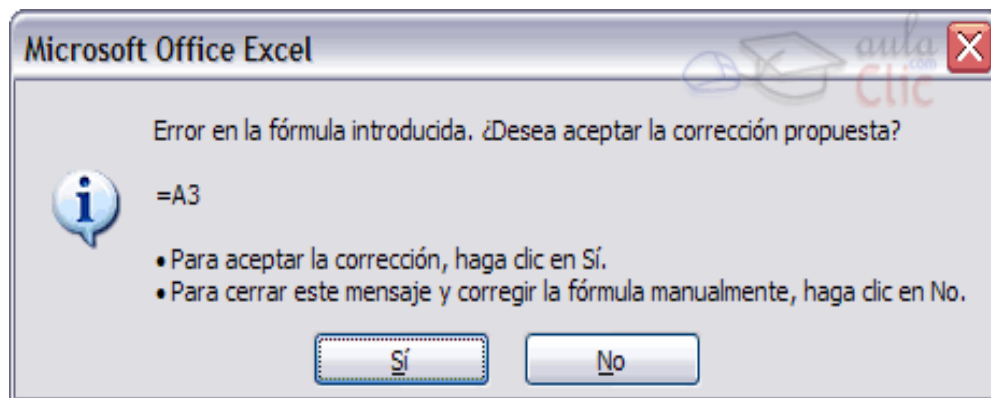 Microsoft Office Excel
aula
.com
Clic
Error en la fórmula introducida. ¿Desea aceptar la corrección propuesta?
=A3
• Para aceptar la corrección, haga clic en Sí.
• Para cerrar este mensaje y corregir la fórmula manualmente, haga clic en No.
Sí
No